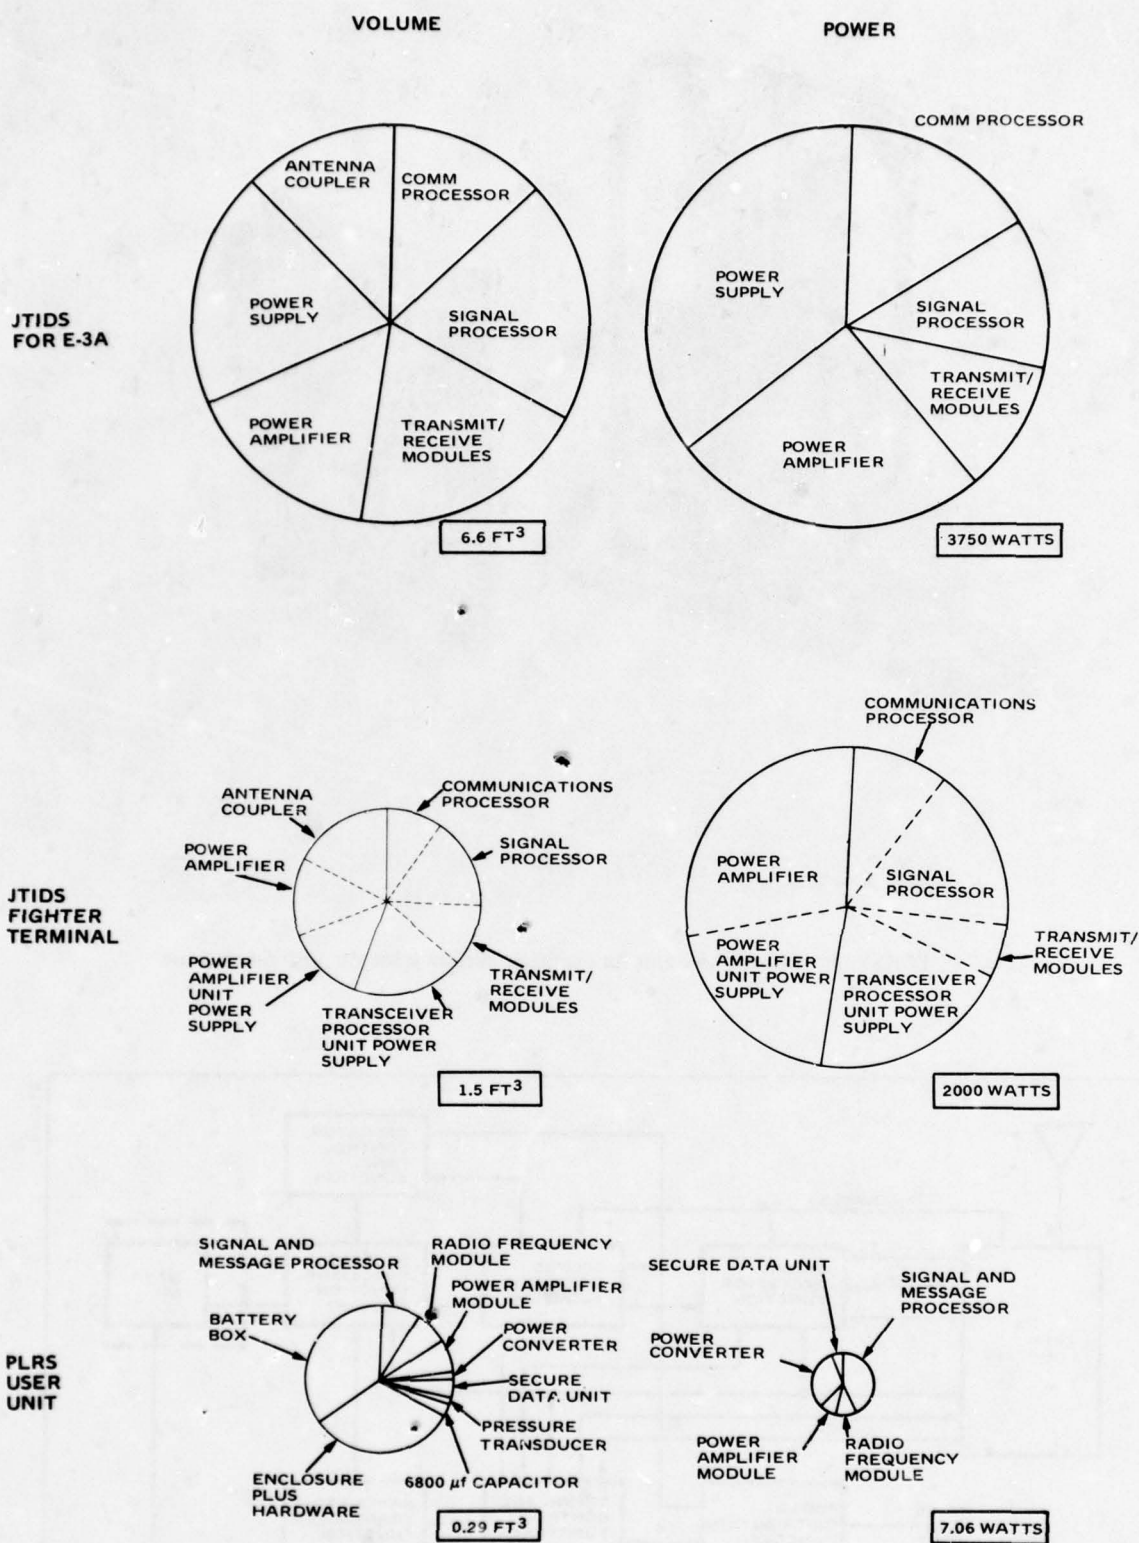 VOLUME
POWER
JTIDS
FOR E-3A
ANTENNA
COUPLER
COMM
PROCESSOR
POWER
SUPPLY
SIGNAL
PROCESSOR
POWER
AMPLIFIER
TRANSMIT/
RECEIVE
MODULES
6.6 FT³
COMM PROCESSOR
POWER
SUPPLY
SIGNAL
PROCESSOR
TRANSMIT/
RECEIVE
MODULES
POWER
AMPLIFIER
3750 WATTS
JTIDS
FIGHTER
TERMINAL
ANTENNA
COUPLER
COMMUNICATIONS
PROCESSOR
POWER
AMPLIFIER
SIGNAL
PROCESSOR
POWER
AMPLIFIER
UNIT
POWER
SUPPLY
TRANSCEIVER
PROCESSOR
UNIT POWER
SUPPLY
TRANSMIT/
RECEIVE
MODULES
1.5 FT³
COMMUNICATIONS
PROCESSOR
POWER
AMPLIFIER
SIGNAL
PROCESSOR
POWER
AMPLIFIER
UNIT POWER
SUPPLY
TRANSCEIVER
PROCESSOR
UNIT POWER
SUPPLY
TRANSMIT/
RECEIVE
MODULES
2000 WATTS
PLRS
USER
UNIT
SIGNAL AND
MESSAGE PROCESSOR
RADIO FREQUENCY
MODULE
POWER AMPLIFIER
MODULE
BATTERY
BOX
POWER
CONVERTER
SECURE
DATA UNIT
PRESSURE
TRANSDUCER
6800 µf CAPACITOR
ENCLOSURE
PLUS
HARDWARE
0.29 FT³
SECURE DATA UNIT
SIGNAL AND
MESSAGE
PROCESSOR
POWER
CONVERTER
POWER
AMPLIFIER
MODULE
RADIO
FREQUENCY
MODULE
7.06 WATTS